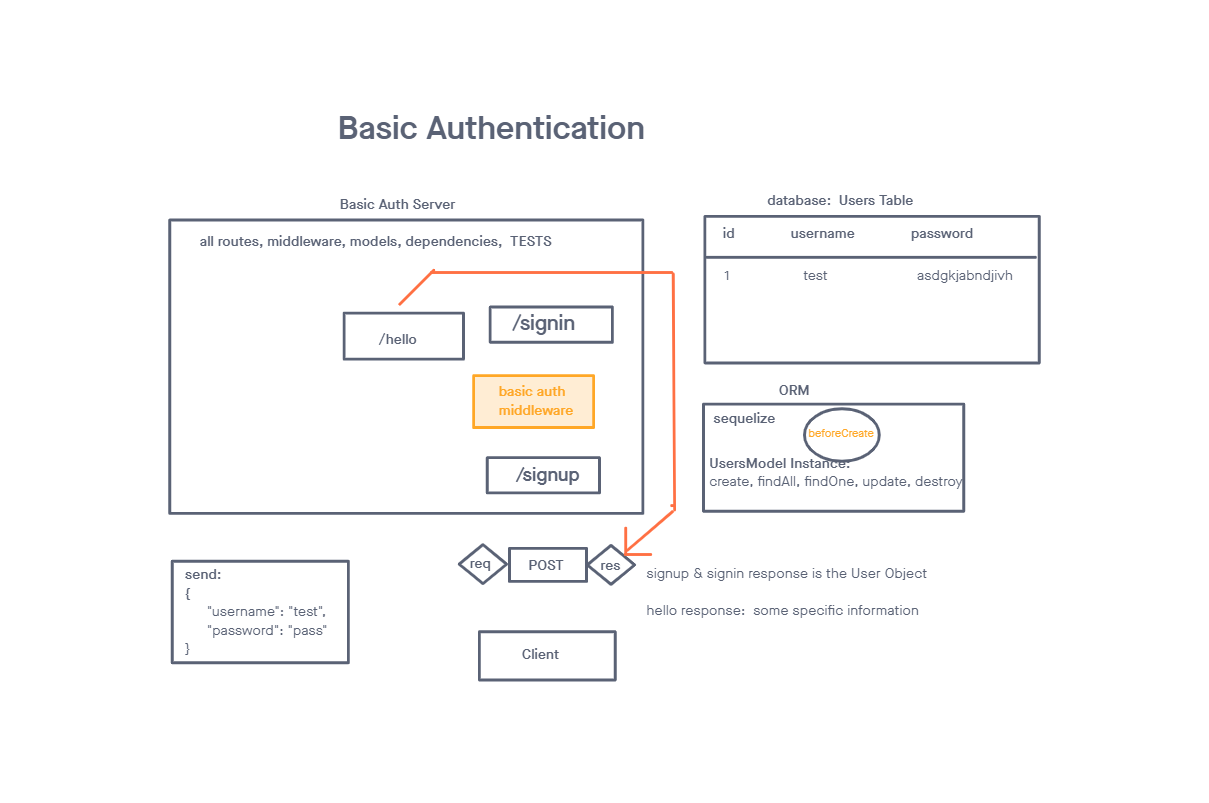 Basic Authentication
Basic Auth Server
all routes, middleware, models, dependencies, TESTS
/hello
/signin
basic auth
middleware
/signup
database: Users Table
id username password
1 test asdgkjabndjivh
ORM
sequelize
beforeCreate
UsersModel Instance:
create, findAll, findOne, update, destroy
send:
{
"username": "test",
"password": "pass"
}
req
POST
res
signup & signin response is the User Object
hello response: some specific information
Client